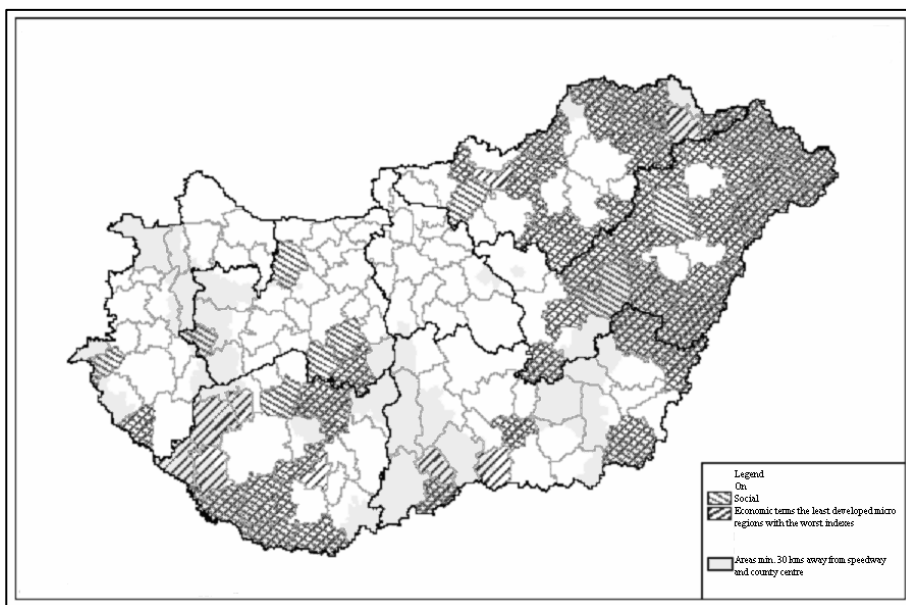 Legend
On
Social
Economic terms the least developed micro
regions with the worst indexes
Areas min. 30 kms away from speedway
and county centre